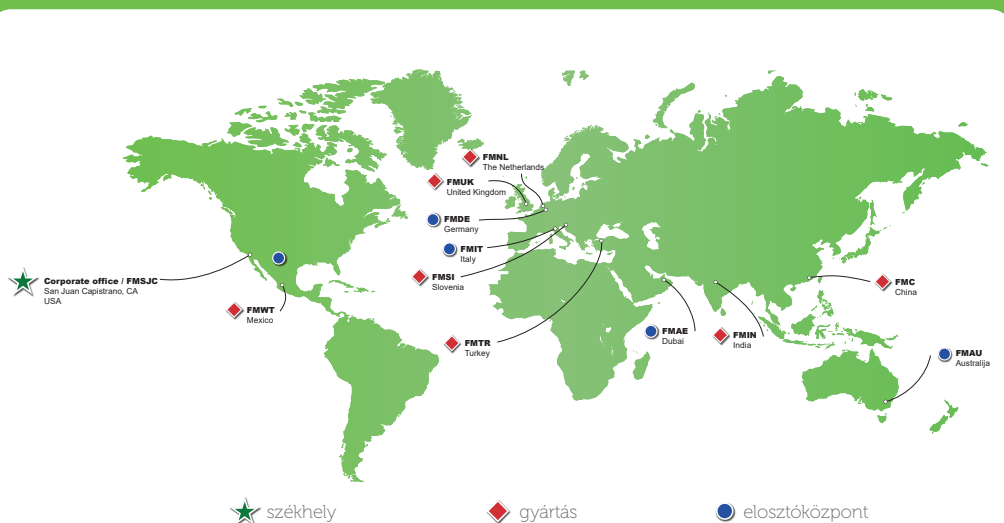 FMNL
The Netherlands
FMUK
United Kingdom
FMDE
Germany
FMIT
Italy
FMSI
Slovenia
Corporate office / FMSJC
San Juan Capistrano, CA
USA
FMWT
Mexico
FMTR
Turkey
FMAE
Dubai
FMIN
India
FMC
China
FMAU
Australija
székhely
gyártás
elosztóközpont